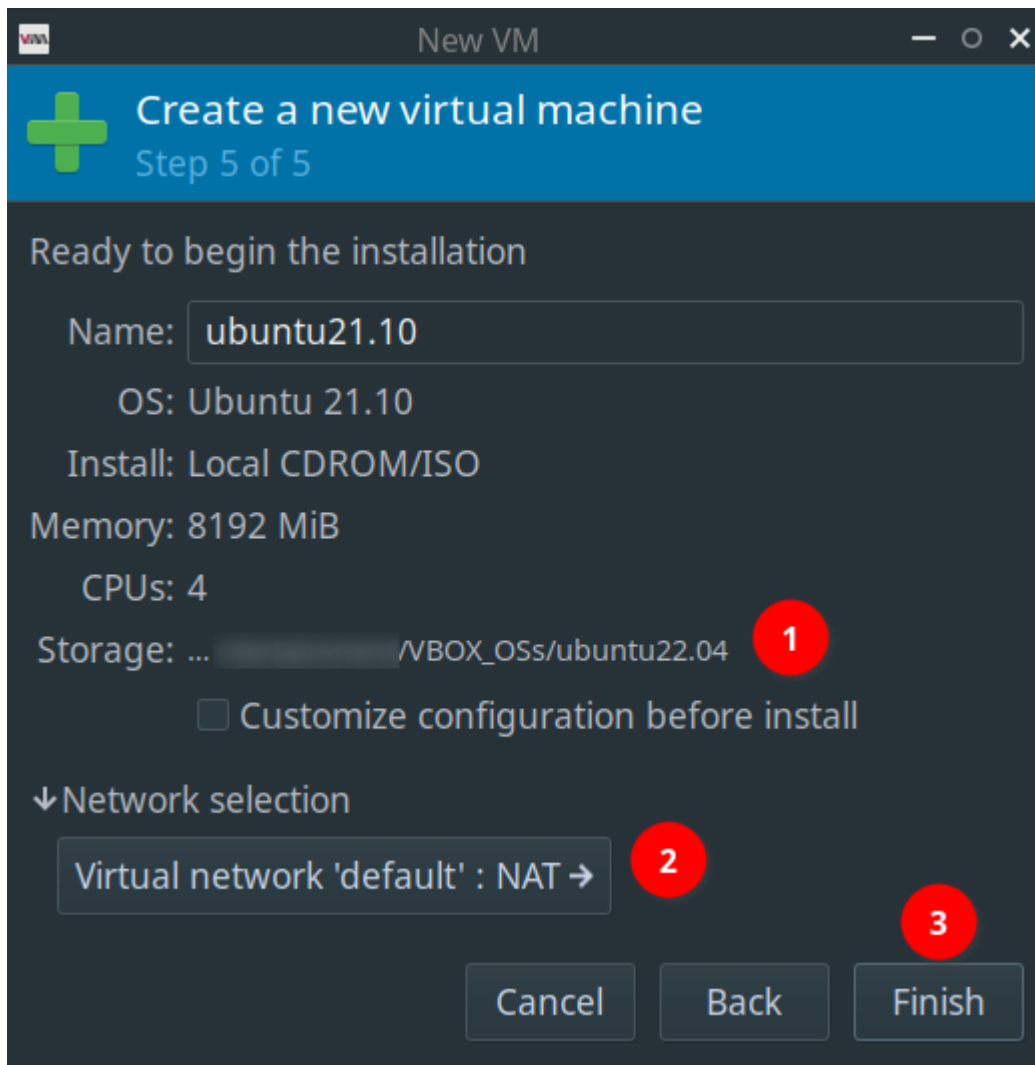 New VM
Create a new virtual machine
Step 5 of 5
Ready to begin the installation
Name: ubuntu21.10
OS: Ubuntu 21.10
Install: Local CDROM/ISO
Memory: 8192 MiB
CPUs: 4
Storage: ... /VBOX_OSs/ubuntu22.04
1
Customize configuration before install
Network selection
Virtual network 'default' : NAT
2
3
Cancel Back Finish